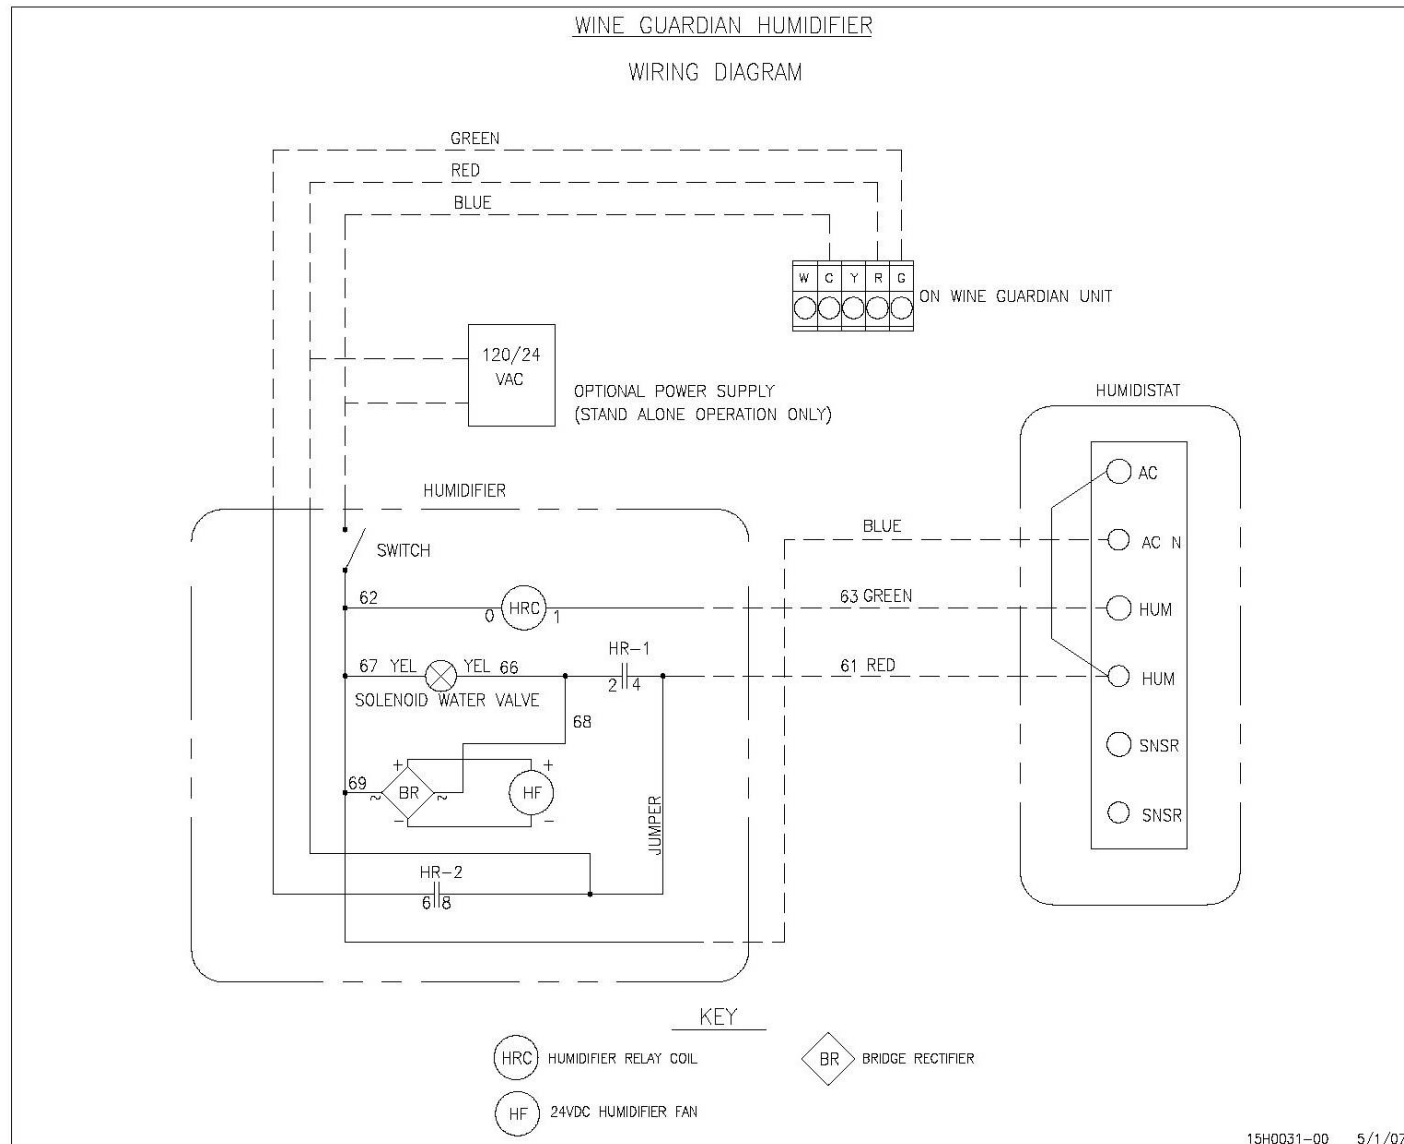 WINE GUARDIAN HUMIDIFIER
WIRING DIAGRAM
GREEN
RED
BLUE
W C Y R G
ON WINE GUARDIAN UNIT
120/24
VAC
OPTIONAL POWER SUPPLY
(STAND ALONE OPERATION ONLY)
HUMIDISTAT
AC
HUMIDIFIER
BLUE
AC N
SWITCH
62
0 HRC 1
63 GREEN
HUM
HR-1
67 YEL YEL 66
2 4
61 RED
HUM
SOLENOID WATER VALVE
68
SNSR
+ +
69 ~ BR ~ HF
- -
JUMPER
SNSR
HR-2
6 8
KEY
HRC HUMIDIFIER RELAY COIL
BR BRIDGE RECTIFIER
HF 24VDC HUMIDIFIER FAN
15H0031-00 5/1/07